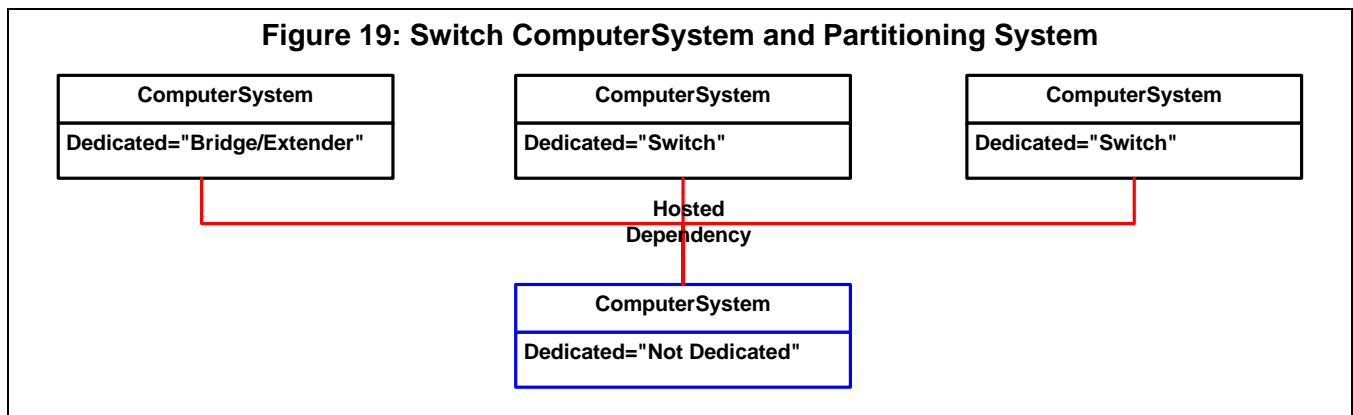 Figure 19: Switch ComputerSystem and Partitioning System
ComputerSystem
Dedicated="Bridge/Extender"
ComputerSystem
Dedicated="Switch"
ComputerSystem
Dedicated="Switch"
Hosted
Dependency
ComputerSystem
Dedicated="Not Dedicated"